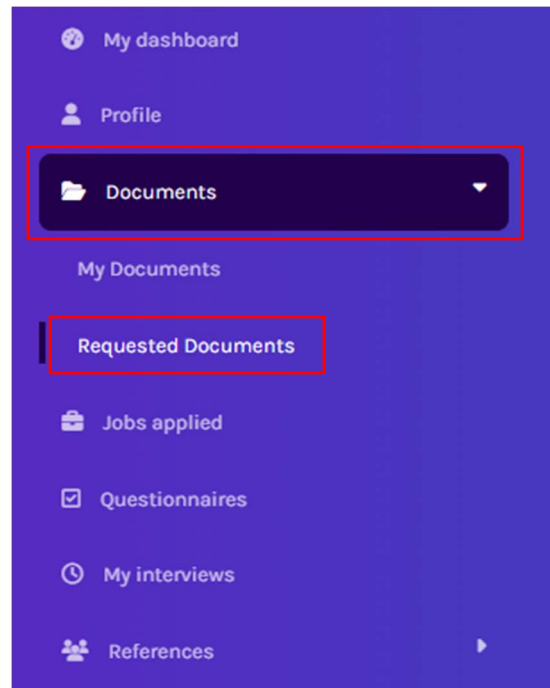 My dashboard
Profile
Documents
My Documents
Requested Documents
Jobs applied
Questionnaires
My interviews
References